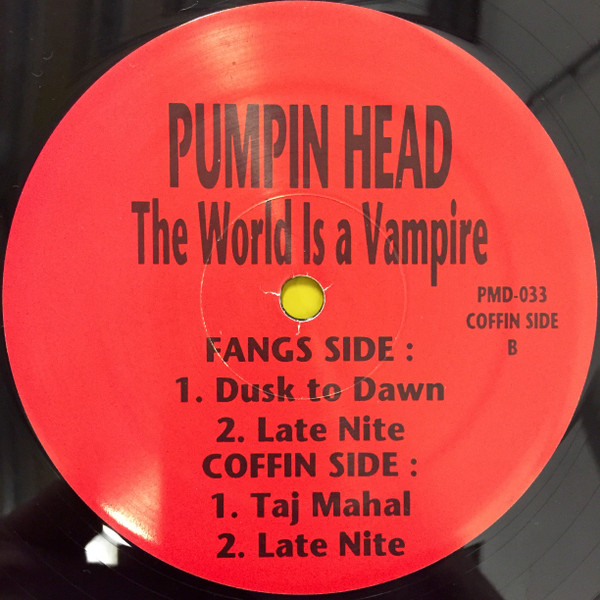 PUMPIN HEAD
The World Is a Vampire
PMD-033
COFFIN SIDE
B
FANGS SIDE :
1. Dusk to Dawn
2. Late Nite
COFFIN SIDE :
1. Taj Mahal
2. Late Nite